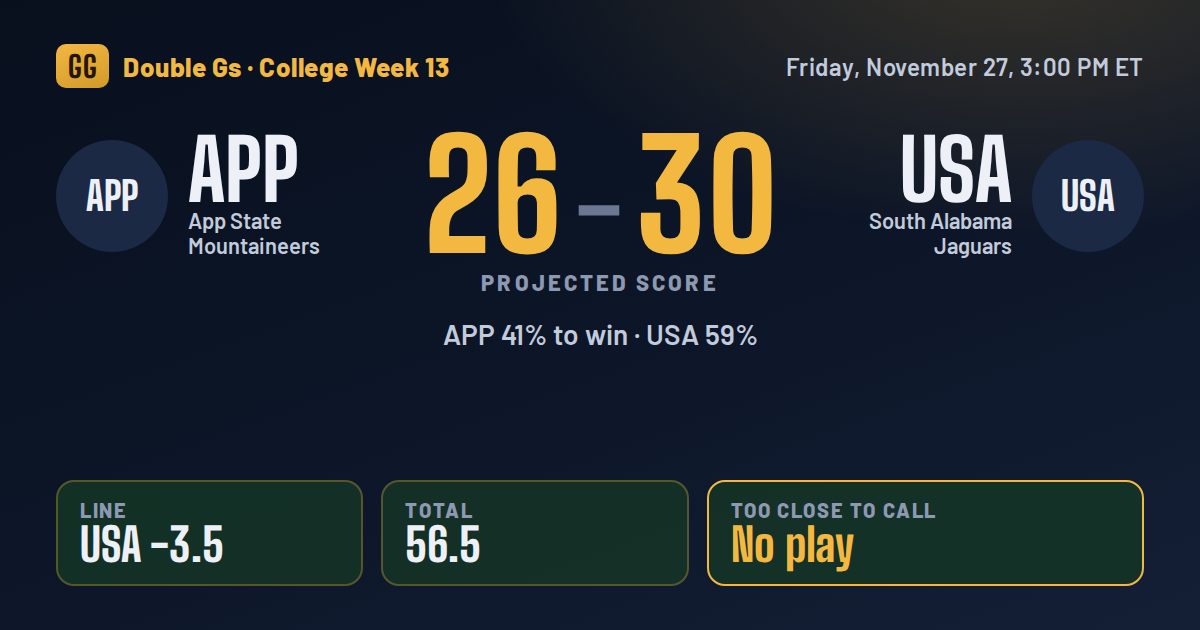 GG Double Gs · College Week 13
Friday, November 27, 3:00 PM ET
APP
APP
App State
Mountaineers
26 – 30
PROJECTED SCORE
APP 41% to win · USA 59%
USA
South Alabama
Jaguars
USA
LINE
USA −3.5
TOTAL
56.5
TOO CLOSE TO CALL
No play